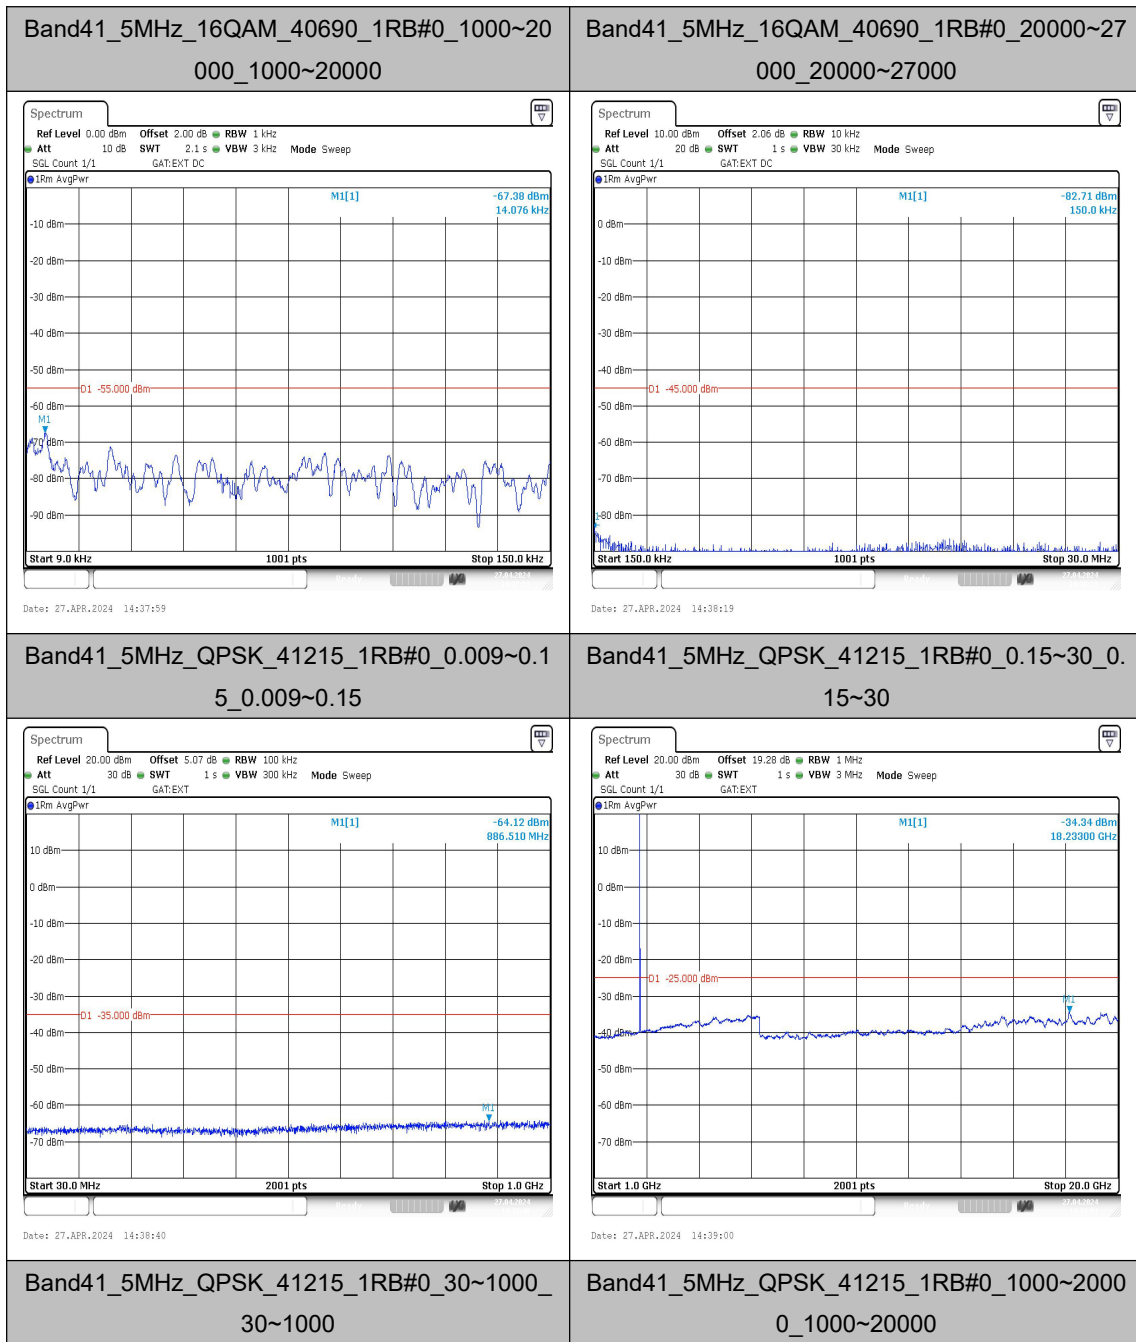 Band41_5MHz_16QAM_40690_1RB#0_1000~20
000_1000~20000
Band41_5MHz_16QAM_40690_1RB#0_20000~27
000_20000~27000
Spectrum
Ref Level 0.00 dBm Offset 2.00 dB RBW 1 kHz
Att 10 dB SWT 2.1 s VBW 3 kHz Mode Sweep
SGL Count 1/1 GAT:EXT DC
1Rm AvgPwr
M1[1] -67.38 dBm
14.076 kHz
-10 dBm
-20 dBm
-30 dBm
-40 dBm
-50 dBm
D1 -55.000 dBm
-60 dBm
M1
-70 dBm
-80 dBm
-90 dBm
Start 9.0 kHz 1001 pts Stop 150.0 kHz
Ready 27.04.2024
Date: 27.APR.2024 14:37:59
Spectrum
Ref Level 10.00 dBm Offset 2.06 dB RBW 10 kHz
Att 20 dB SWT 1 s VBW 30 kHz Mode Sweep
SGL Count 1/1 GAT:EXT DC
1Rm AvgPwr
M1[1] -82.71 dBm
150.0 kHz
0 dBm
-10 dBm
-20 dBm
-30 dBm
-40 dBm
D1 -45.000 dBm
-50 dBm
-60 dBm
-70 dBm
-80 dBm
Start 150.0 kHz 1001 pts Stop 30.0 MHz
Ready 27.04.2024
Date: 27.APR.2024 14:38:19
Band41_5MHz_QPSK_41215_1RB#0_0.009~0.1
5_0.009~0.15
Band41_5MHz_QPSK_41215_1RB#0_0.15~30_0.
15~30
Spectrum
Ref Level 20.00 dBm Offset 5.07 dB RBW 100 kHz
Att 30 dB SWT 1 s VBW 300 kHz Mode Sweep
SGL Count 1/1 GAT:EXT
1Rm AvgPwr
M1[1] -64.12 dBm
886.510 MHz
10 dBm
0 dBm
-10 dBm
-20 dBm
-30 dBm
D1 -35.000 dBm
-40 dBm
-50 dBm
-60 dBm
M1
-70 dBm
Start 30.0 MHz 2001 pts Stop 1.0 GHz
Ready 27.04.2024
Date: 27.APR.2024 14:38:40
Spectrum
Ref Level 20.00 dBm Offset 19.28 dB RBW 1 MHz
Att 30 dB SWT 1 s VBW 3 MHz Mode Sweep
SGL Count 1/1 GAT:EXT
1Rm AvgPwr
M1[1] -34.34 dBm
18.23300 GHz
10 dBm
0 dBm
-10 dBm
-20 dBm
D1 -25.000 dBm
-30 dBm
M1
-40 dBm
-50 dBm
-60 dBm
-70 dBm
Start 1.0 GHz 2001 pts Stop 20.0 GHz
Ready 27.04.2024
Date: 27.APR.2024 14:39:00
Band41_5MHz_QPSK_41215_1RB#0_30~1000_
30~1000
Band41_5MHz_QPSK_41215_1RB#0_1000~2000
0_1000~20000